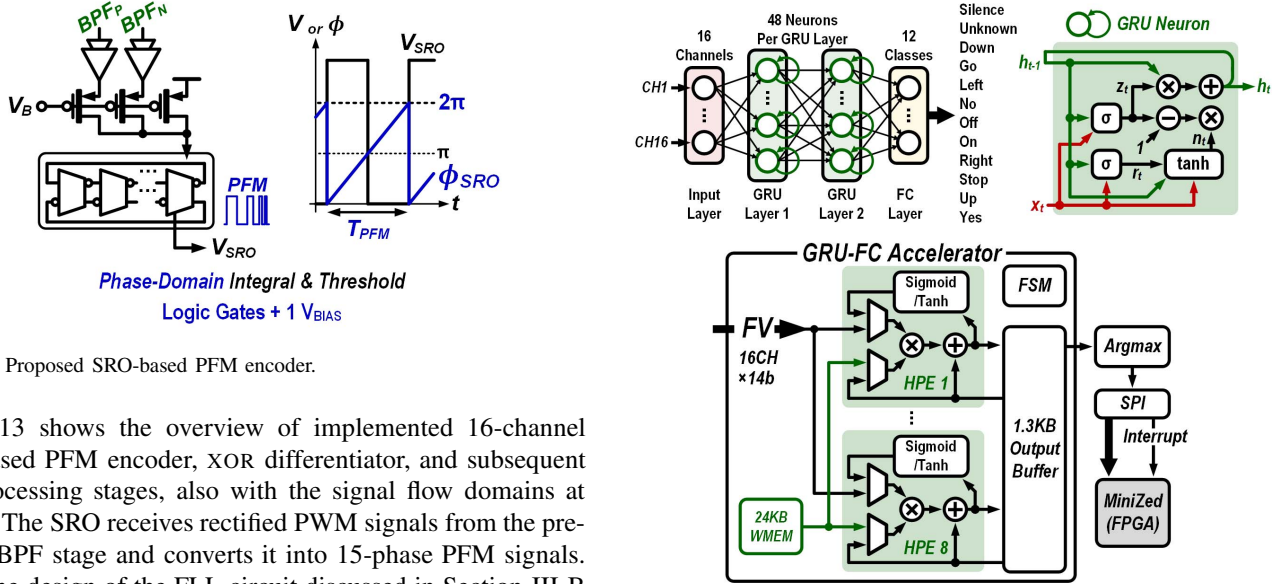 BPF_P BPF_N
V_B
PFM
V_SRO
V or ϕ
V_SRO
2π
π
ϕ_SRO
t
T_PFM
Phase-Domain Integral & Threshold
Logic Gates + 1 V_BIAS
Proposed SRO-based PFM encoder.
13 shows the overview of implemented 16-channel
sed PFM encoder, XOR differentiator, and subsequent
ocessing stages, also with the signal flow domains at
The SRO receives rectified PWM signals from the pre-
BPF stage and converts it into 15-phase PFM signals.
48 Neurons
Per GRU Layer
16
Channels
12
Classes
CH1
CH16
Input
Layer
GRU
Layer 1
GRU
Layer 2
FC
Layer
Silence
Unknown
Down
Go
Left
No
Off
On
Right
Stop
Up
Yes
GRU Neuron
h_t-1
z_t
× +
h_t
σ
− ×
1
n_t
σ
r_t
tanh
x_t
GRU-FC Accelerator
FV
16CH
×14b
Sigmoid
/Tanh
× +
HPE 1
Sigmoid
/Tanh
× +
HPE 8
24KB
WMEM
FSM
1.3KB
Output
Buffer
Argmax
SPI
Interrupt
MiniZed
(FPGA)